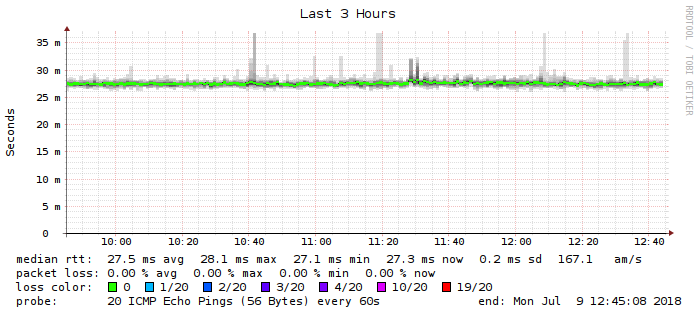 Last 3 Hours
RRDTOOL / TOBI OETIKER
Seconds
35 m
30 m
25 m
20 m
15 m
10 m
5 m
0
10:00 10:20 10:40 11:00 11:20 11:40 12:00 12:20 12:40
median rtt: 27.5 ms avg 28.1 ms max 27.1 ms min 27.3 ms now 0.2 ms sd 167.1 am/s
packet loss: 0.00 % avg 0.00 % max 0.00 % min 0.00 % now
loss color: 0 1/20 2/20 3/20 4/20 10/20 19/20
probe: 20 ICMP Echo Pings (56 Bytes) every 60s end: Mon Jul 9 12:45:08 2018